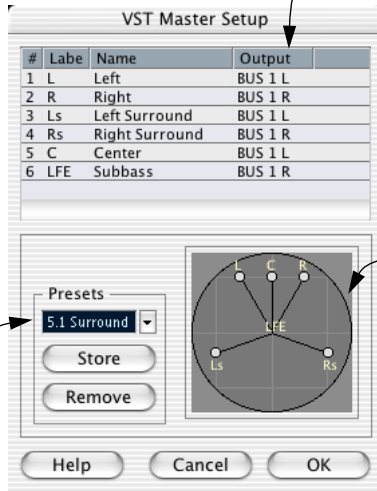 VST Master Setup
# Labe Name Output
1 L Left BUS 1 L
2 R Right BUS 1 R
3 Ls Left Surround BUS 1 L
4 Rs Right Surround BUS 1 R
5 C Center BUS 1 L
6 LFE Subbass BUS 1 R
L C R
LFE
Ls Rs
Presets
5.1 Surround
Store
Remove
Help Cancel OK